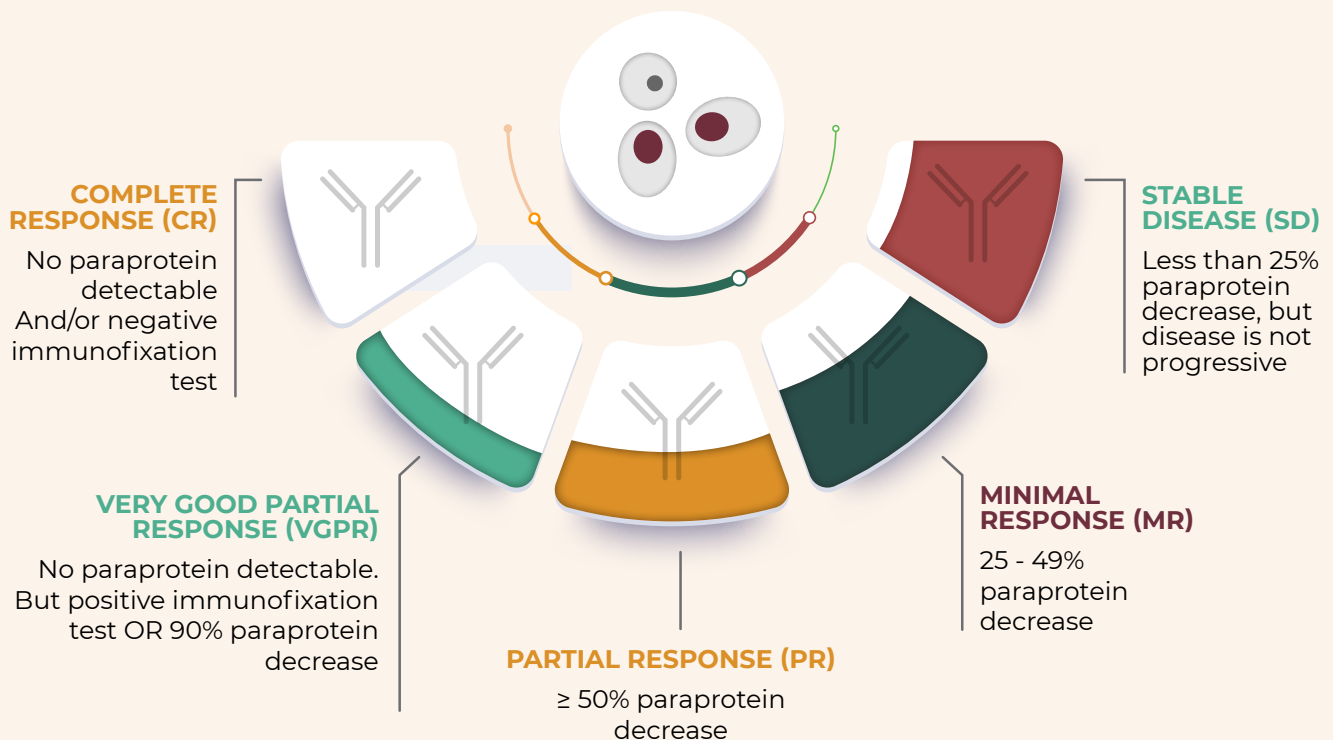 COMPLETE
RESPONSE (CR)
No paraprotein
detectable
And/or negative
immunofixation
test
VERY GOOD PARTIAL
RESPONSE (VGPR)
No paraprotein detectable.
But positive immunofixation
test OR 90% paraprotein
decrease
PARTIAL RESPONSE (PR)
≥ 50% paraprotein
decrease
MINIMAL
RESPONSE (MR)
25 - 49%
paraprotein
decrease
STABLE
DISEASE (SD)
Less than 25%
paraprotein
decrease, but
disease is not
progressive